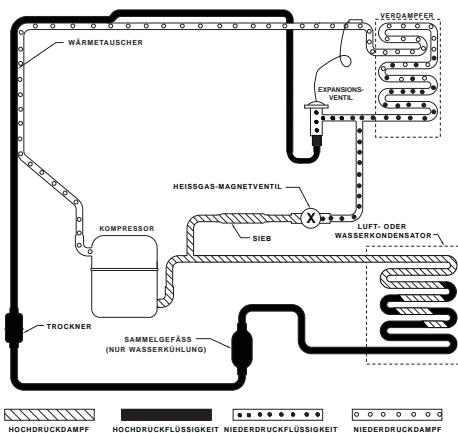 VERDAMPFER
WÄRMETAUSCHER
EXPANSIONS-
VENTIL
HEISSGAS-MAGNETVENTIL
X
SIEB
LUFT- ODER
WASSERKONDENSATOR
KOMPRESSOR
TROCKNER
SAMMELGEFÄSS
(NUR WASSERKÜHLUNG)
HOCHDRUCKDAMPF
HOCHDRUCKFLÜSSIGKEIT
NIEDERDRUCKFLÜSSIGKEIT
NIEDERDRUCKDAMPF